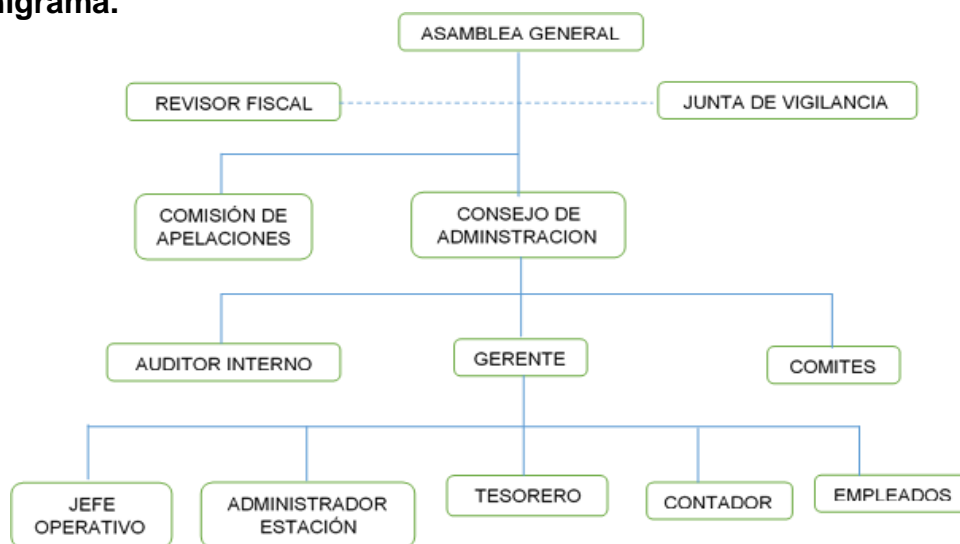 ASAMBLEA GENERAL
REVISOR FISCAL
JUNTA DE VIGILANCIA
COMISIÓN DE
APELACIONES
CONSEJO DE
ADMINSTRACION
AUDITOR INTERNO
GERENTE
COMITES
JEFE
OPERATIVO
ADMINISTRADOR
ESTACIÓN
TESORERO
CONTADOR
EMPLEADOS